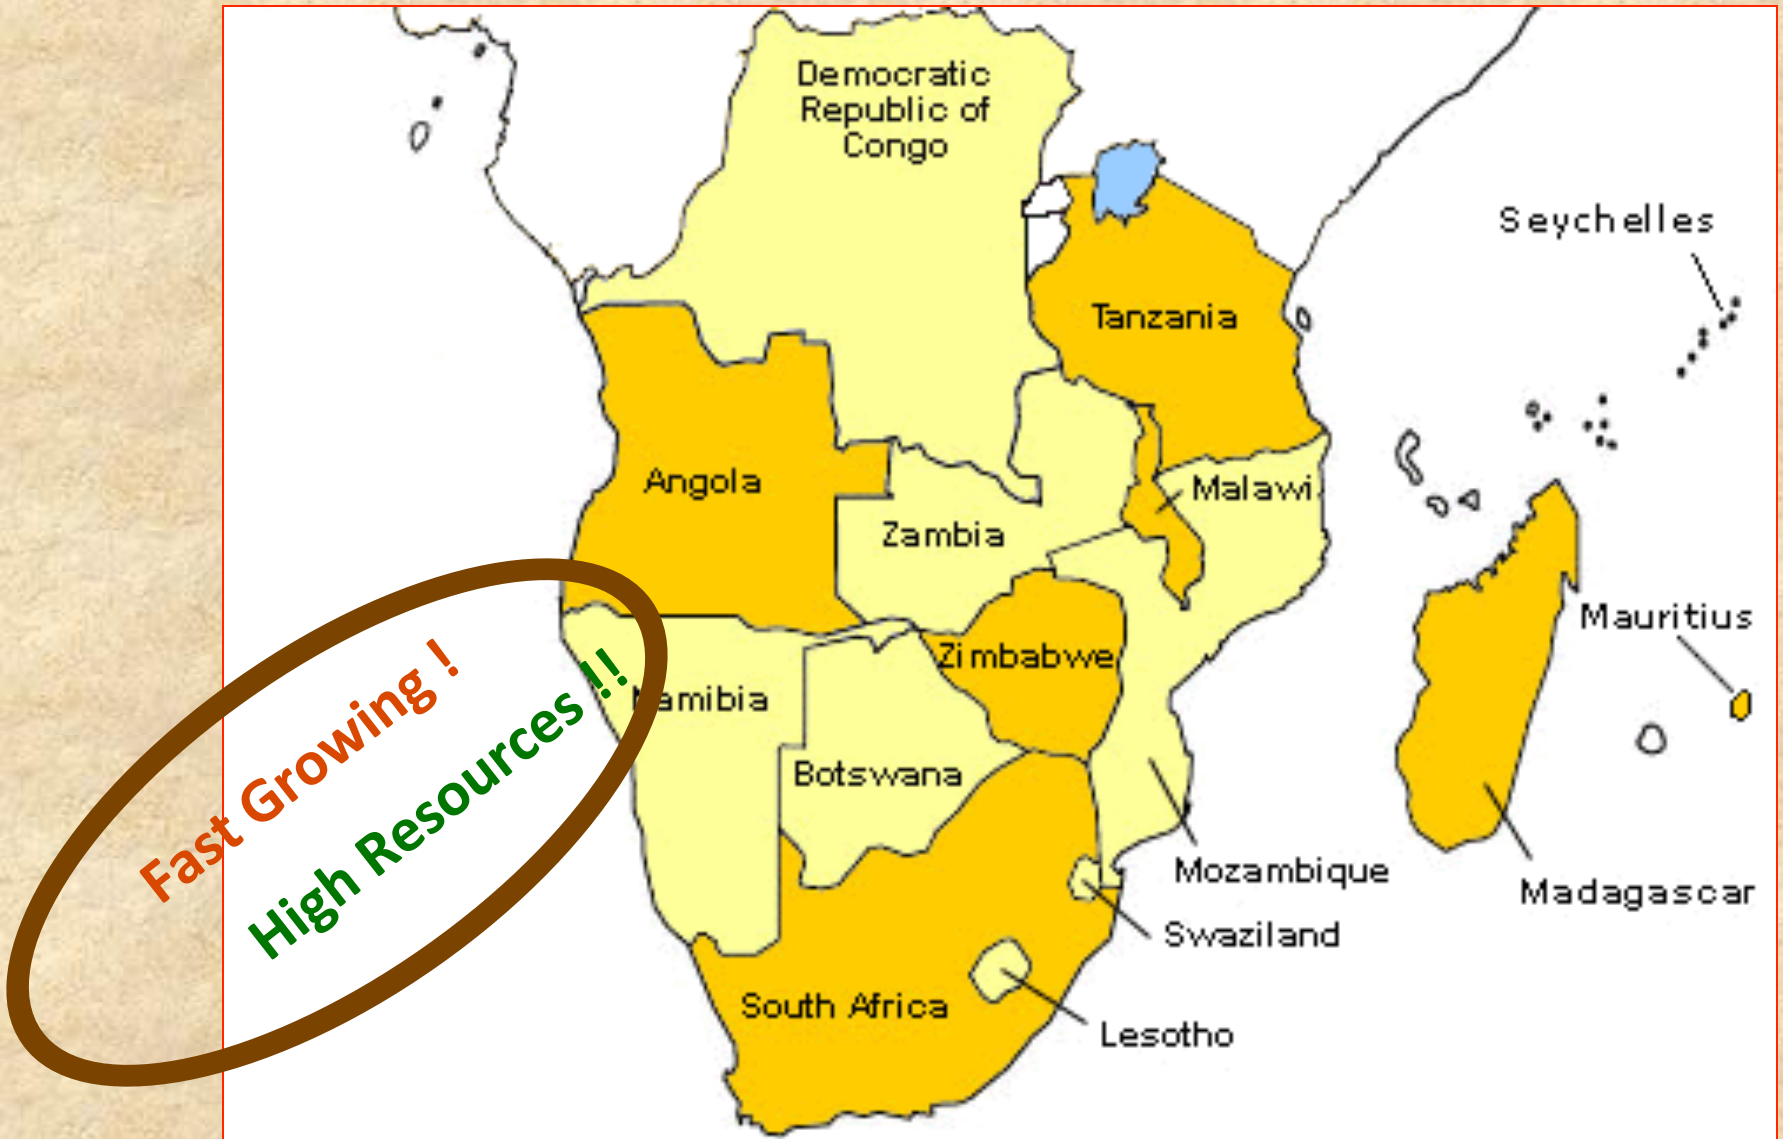 Democratic
Republic of
Congo
Seychelles
Tanzania
Angola
Malawi
Zambia
Mauritius
Zimbabwe
Namibia
Fast Growing !
High Resources !!
Botswana
Mozambique
Madagascar
Swaziland
South Africa
Lesotho